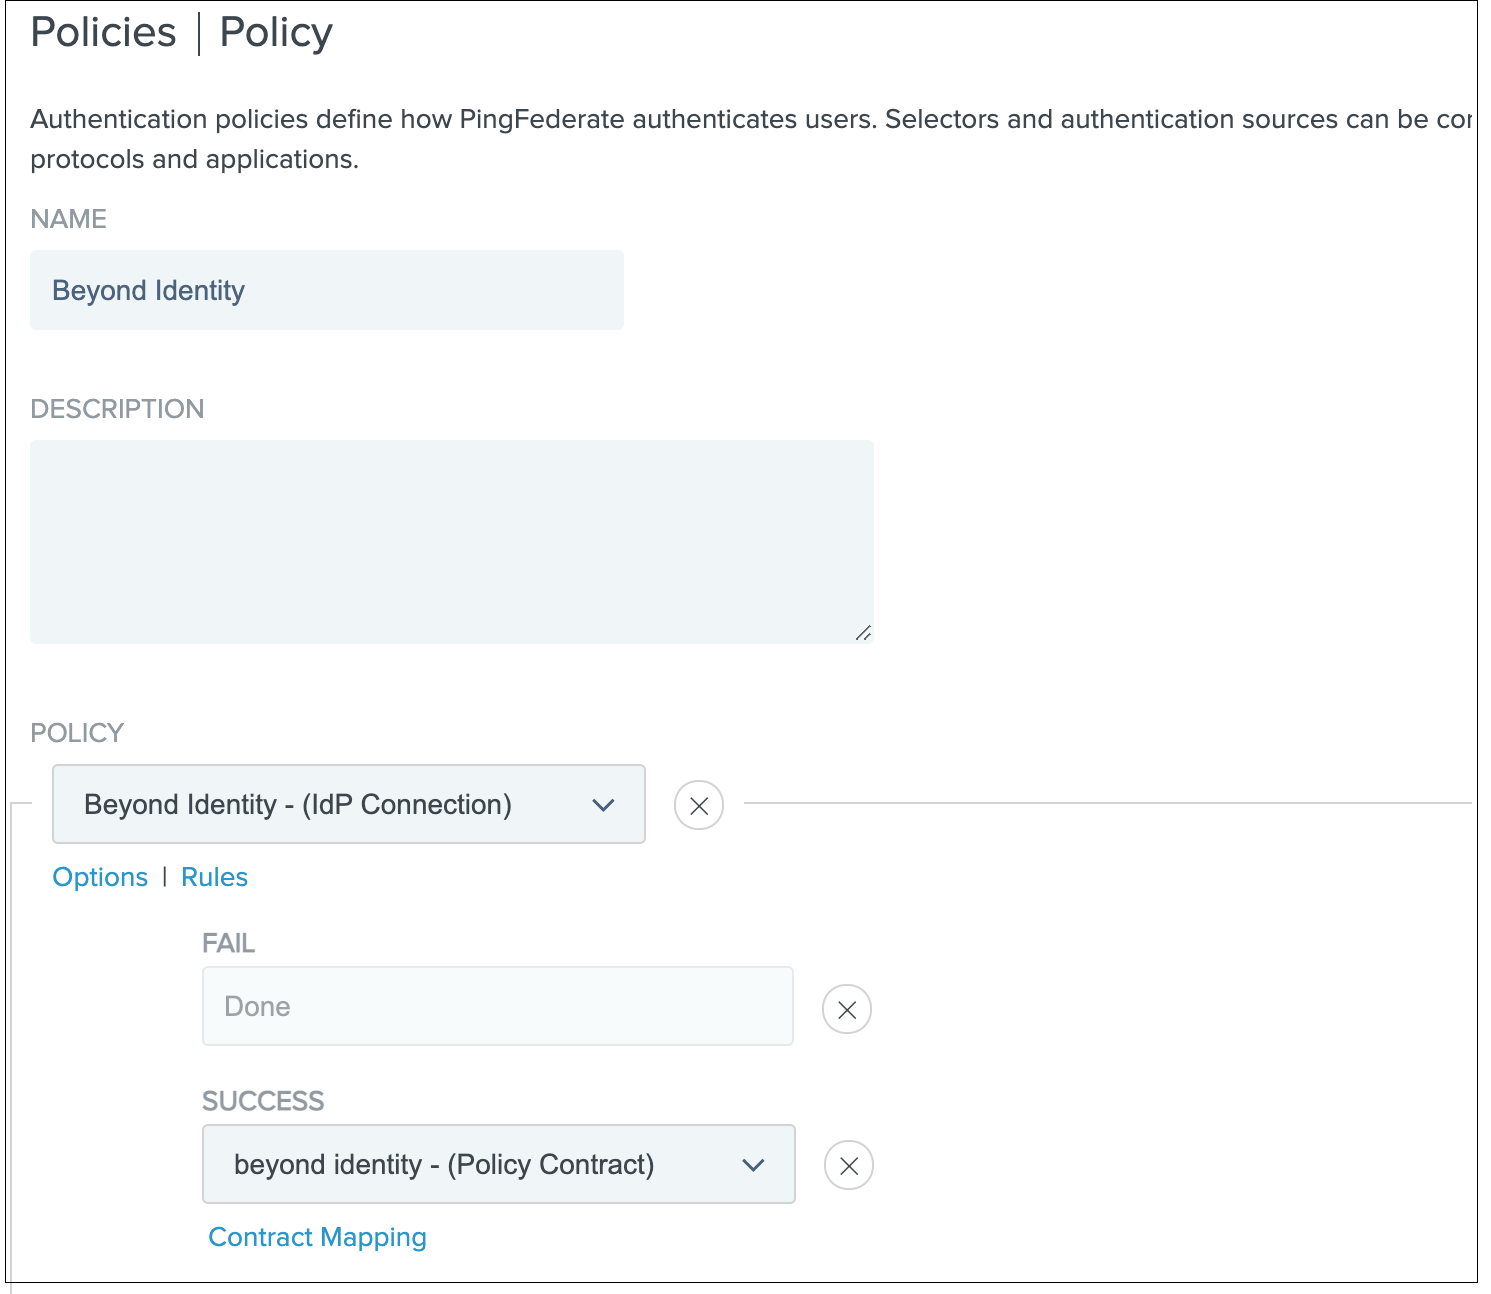 Policies | Policy
Authentication policies define how PingFederate authenticates users. Selectors and authentication sources can be
protocols and applications.
NAME
Beyond Identity
DESCRIPTION
POLICY
Beyond Identity - (IdP Connection)
Options | Rules
FAIL
Done
SUCCESS
beyond identity - (Policy Contract)
Contract Mapping